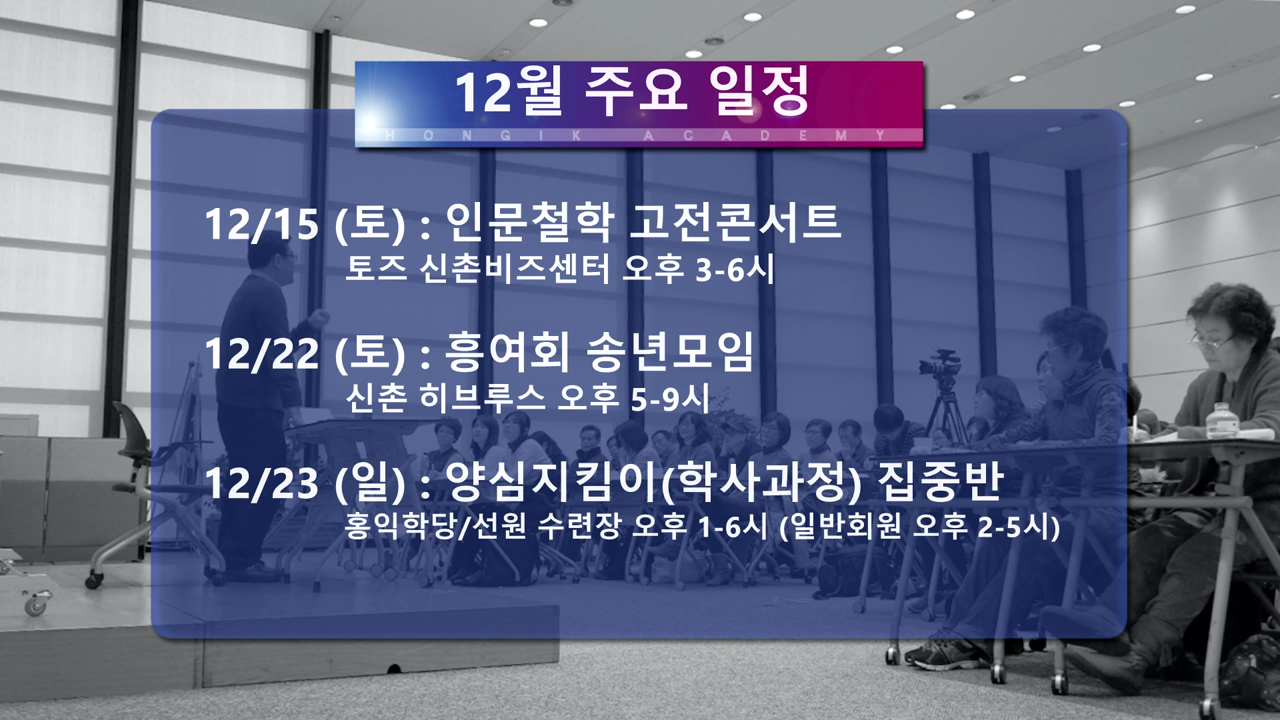 12월 주요 일정
HONGIK ACADEMY
12/15 (토) : 인문철학 고전콘서트
토즈 신촌비즈센터 오후 3-6시
12/22 (토) : 흥여회 송년모임
신촌 히브루스 오후 5-9시
12/23 (일) : 양심지킴이(학사과정) 집중반
홍익학당/선원 수련장 오후 1-6시 (일반회원 오후 2-5시)